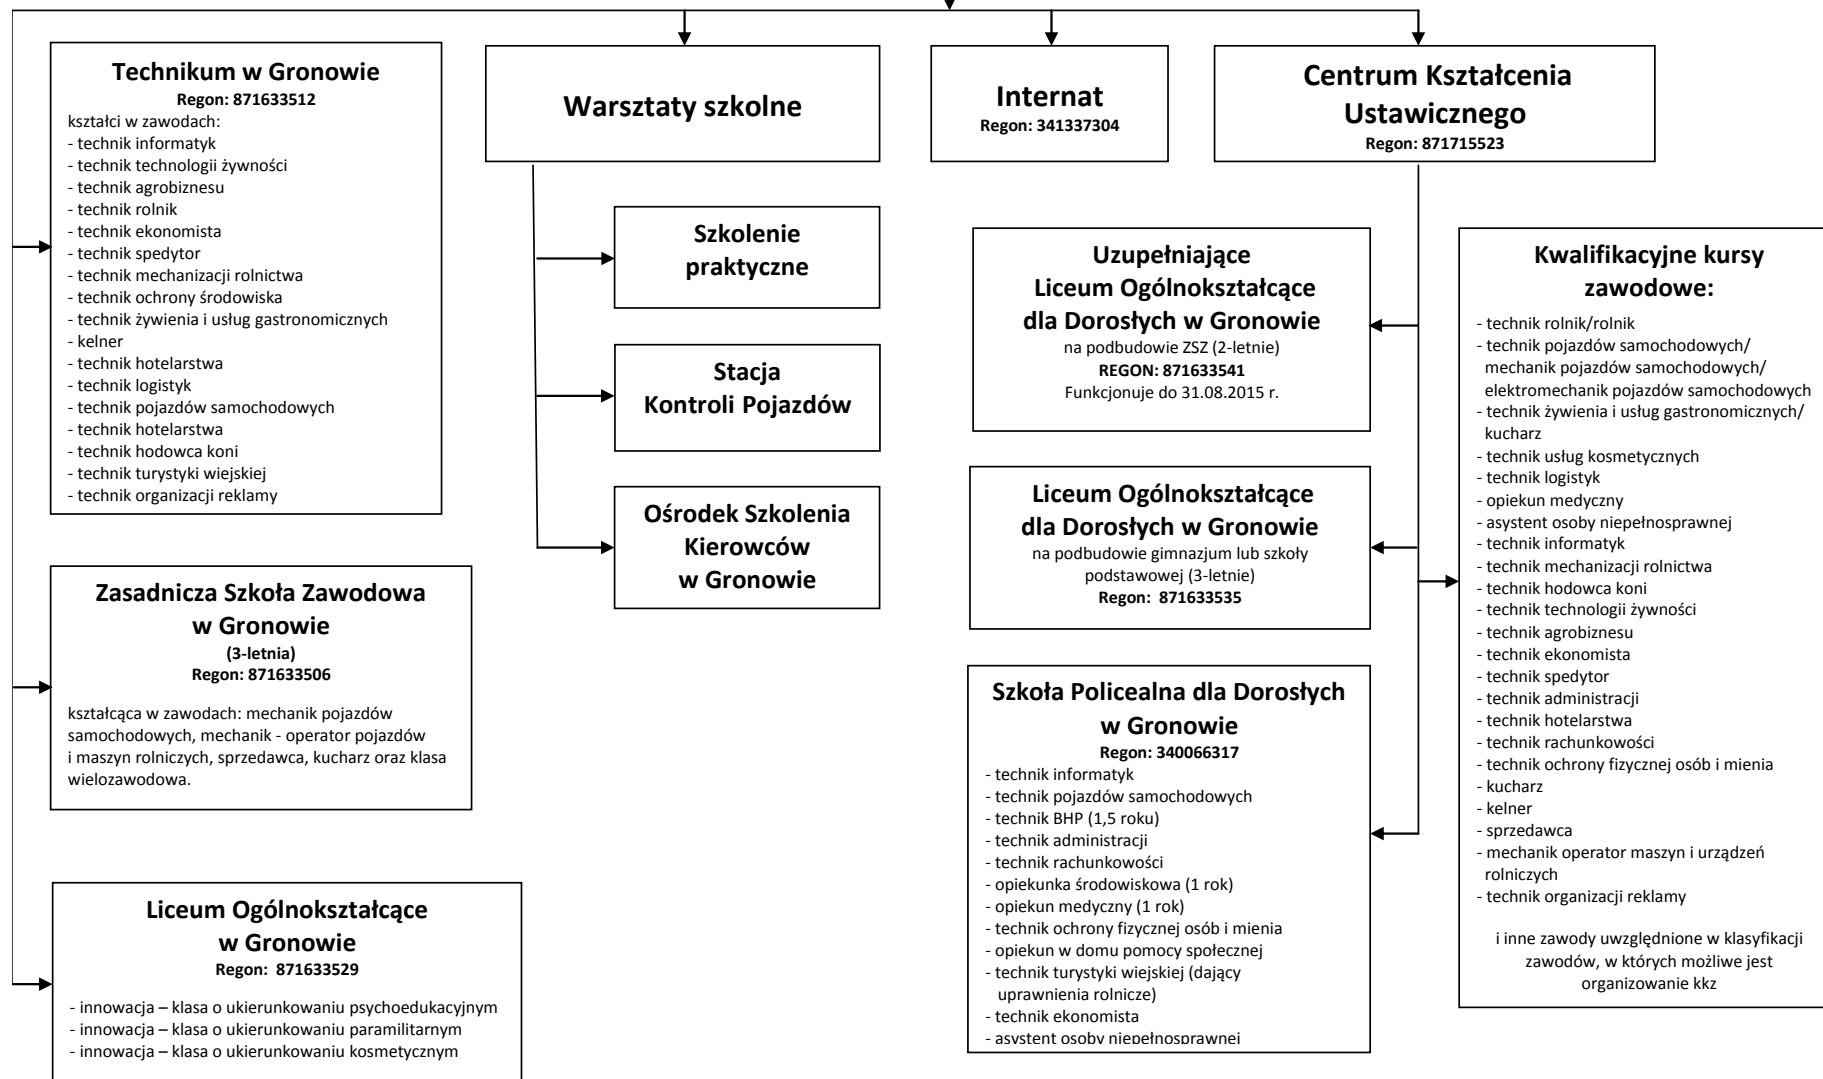 Technikum w Gronowie
Regon: 871633512
kształci w zawodach:
- technik informatyk
- technik technologii żywności
- technik agrobiznesu
- technik rolnik
- technik ekonomista
- technik spedytor
- technik mechanizacji rolnictwa
- technik ochrony środowiska
- technik żywienia i usług gastronomicznych
- kelner
- technik hotelarstwa
- technik logistyk
- technik pojazdów samochodowych
- technik hotelarstwa
- technik hodowca koni
- technik turystyki wiejskiej
- technik organizacji reklamy
Zasadnicza Szkoła Zawodowa
w Gronowie
(3-letnia)
Regon: 871633506
kształcąca w zawodach: mechanik pojazdów
samochodowych, mechanik - operator pojazdów
i maszyn rolniczych, sprzedawca, kucharz oraz klasa
wielozawodowa.
Liceum Ogólnokształcące
w Gronowie
Regon: 871633529
- innowacja – klasa o ukierunkowaniu psychoedukacyjnym
- innowacja – klasa o ukierunkowaniu paramilitarnym
- innowacja – klasa o ukierunkowaniu kosmetycznym
Warsztaty szkolne
Szkolenie
praktyczne
Stacja
Kontroli Pojazdów
Ośrodek Szkolenia
Kierowców
w Gronowie
Internat
Regon: 341337304
Centrum Kształcenia
Ustawicznego
Regon: 871715523
Uzupełniające
Liceum Ogólnokształcące
dla Dorosłych w Gronowie
na podbudowie ZSZ (2-letnie)
REGON: 871633541
Funkcjonuje do 31.08.2015 r.
Liceum Ogólnokształcące
dla Dorosłych w Gronowie
na podbudowie gimnazjum lub szkoły
podstawowej (3-letnie)
Regon: 871633535
Szkoła Policealna dla Dorosłych
w Gronowie
Regon: 340066317
- technik informatyk
- technik pojazdów samochodowych
- technik BHP (1,5 roku)
- technik administracji
- technik rachunkowości
- opiekunka środowiskowa (1 rok)
- opiekun medyczny (1 rok)
- technik ochrony fizycznej osób i mienia
- opiekun w domu pomocy społecznej
- technik turystyki wiejskiej (dający
uprawnienia rolnicze)
- technik ekonomista
- asystent osoby niepełnosprawnej
Kwalifikacyjne kursy
zawodowe:
- technik rolnik/rolnik
- technik pojazdów samochodowych/
mechanik pojazdów samochodowych/
elektromechanik pojazdów samochodowych
- technik żywienia i usług gastronomicznych/
kucharz
- technik usług kosmetycznych
- technik logistyk
- opiekun medyczny
- asystent osoby niepełnosprawnej
- technik informatyk
- technik mechanizacji rolnictwa
- technik hodowca koni
- technik technologii żywności
- technik agrobiznesu
- technik ekonomista
- technik spedytor
- technik administracji
- technik hotelarstwa
- technik rachunkowości
- technik ochrony fizycznej osób i mienia
- kucharz
- kelner
- sprzedawca
- mechanik operator maszyn i urządzeń
rolniczych
- technik organizacji reklamy
i inne zawody uwzględnione w klasyfikacji
zawodów, w których możliwe jest
organizowanie kkz